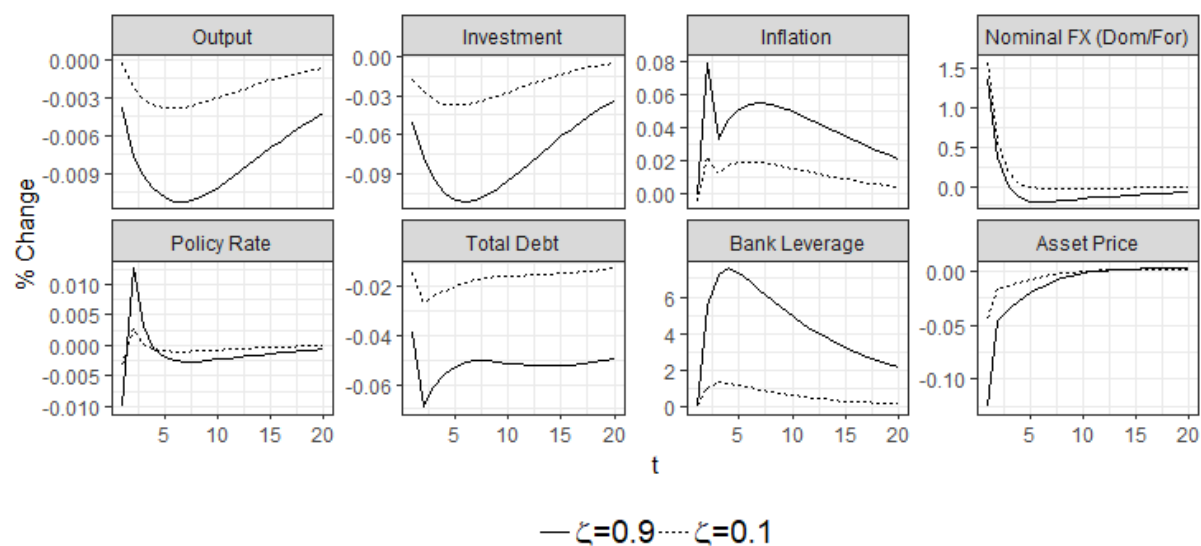 Output Investment Inflation Nominal FX (Dom/For)
0.000 0.00 0.08 1.5
-0.003 -0.03 0.06 1.0
-0.006 -0.06 0.04 0.5
-0.009 -0.09 0.02 0.0
0.00
% Change
Policy Rate Total Debt Bank Leverage Asset Price
0.010 -0.02 6 0.00
0.005 -0.04 4 -0.05
0.000 -0.06 2 -0.10
-0.005 0
-0.010
5 10 15 20 5 10 15 20 5 10 15 20 5 10 15 20
t
ζ=0.9 ζ=0.1